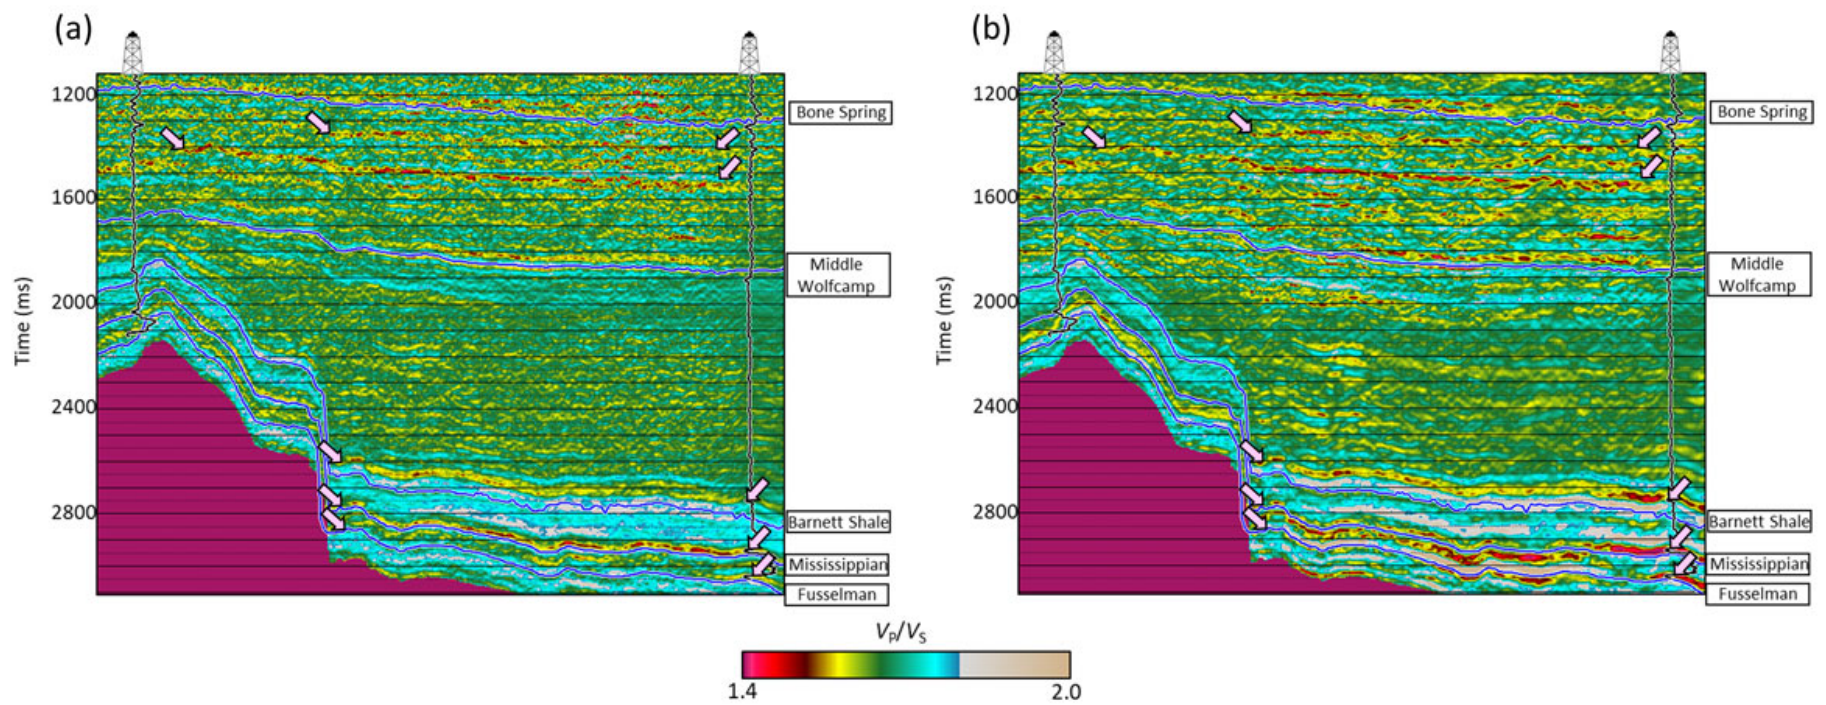 (a)
1200
1600
2000
2400
2800
Time (ms)
Bone Spring
Middle
Wolfcamp
Barnett Shale
Mississippian
Fusselman
(b)
1200
1600
2000
2400
2800
Time (ms)
Bone Spring
Middle
Wolfcamp
Barnett Shale
Mississippian
Fusselman
VP/VS
1.4
2.0